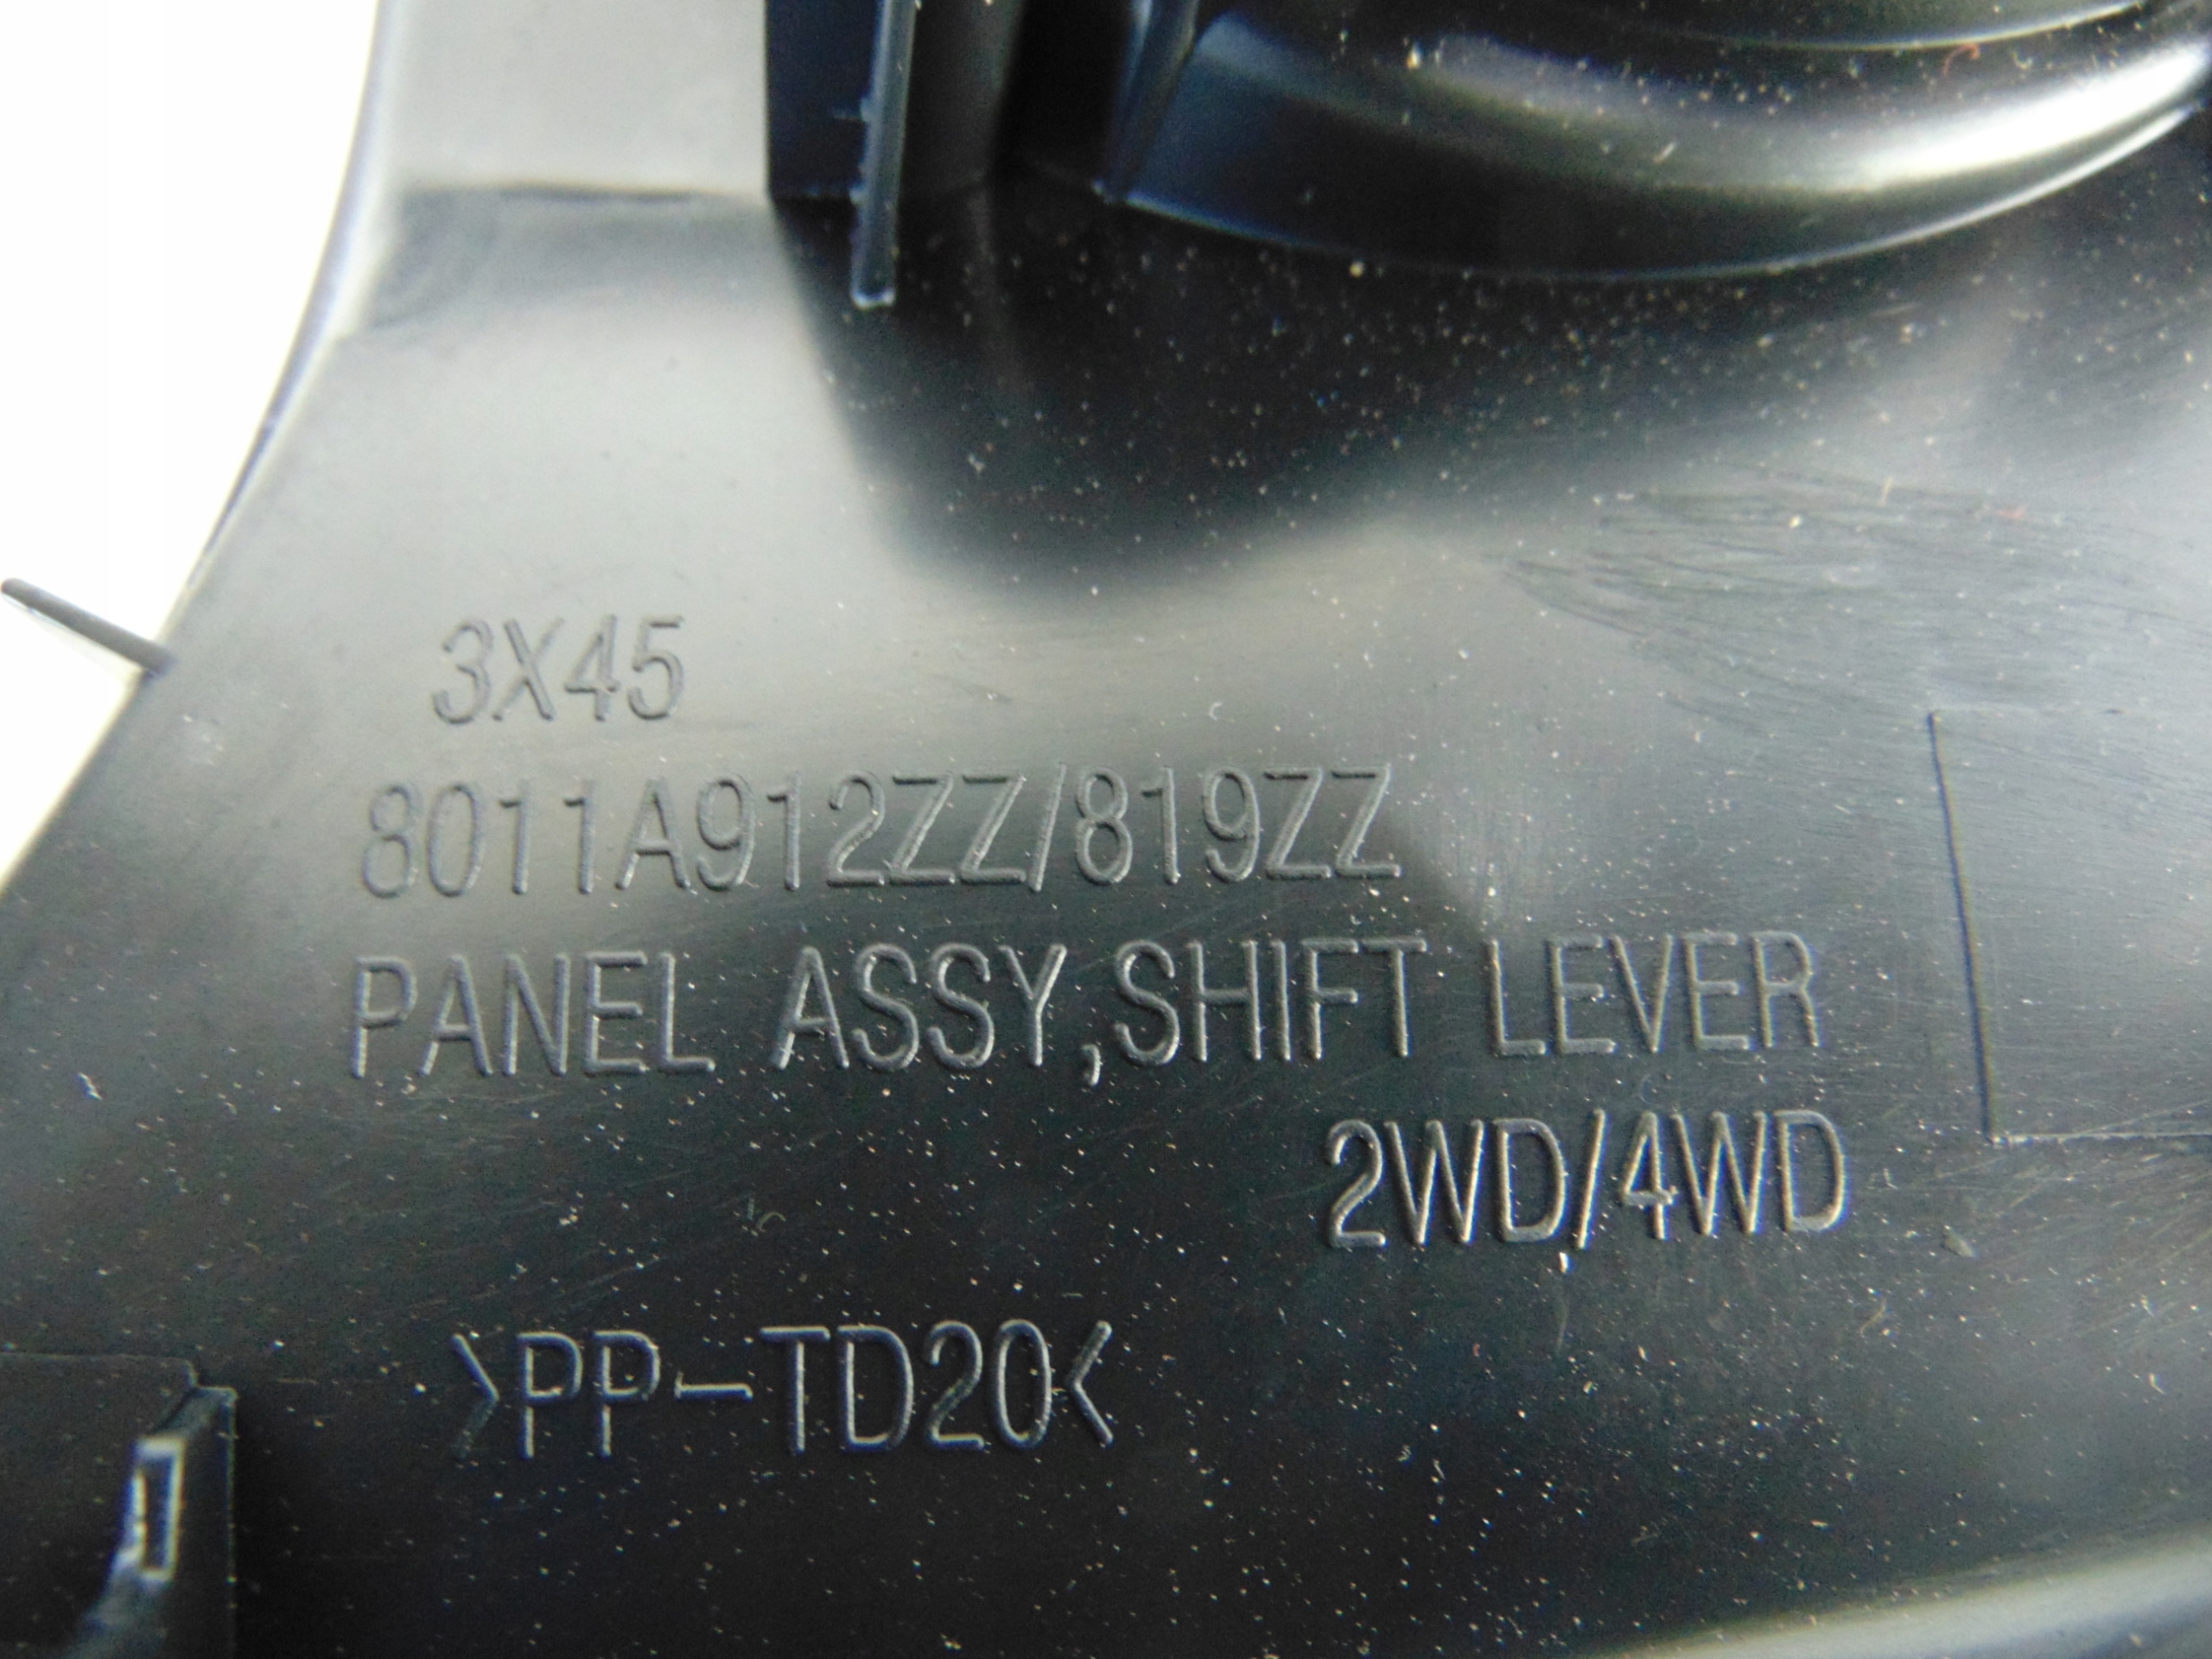 3X45
8011A912ZZ/819ZZ
PANEL ASSY,SHIFT LEVER
2WD/4WD
>PP-TD20<